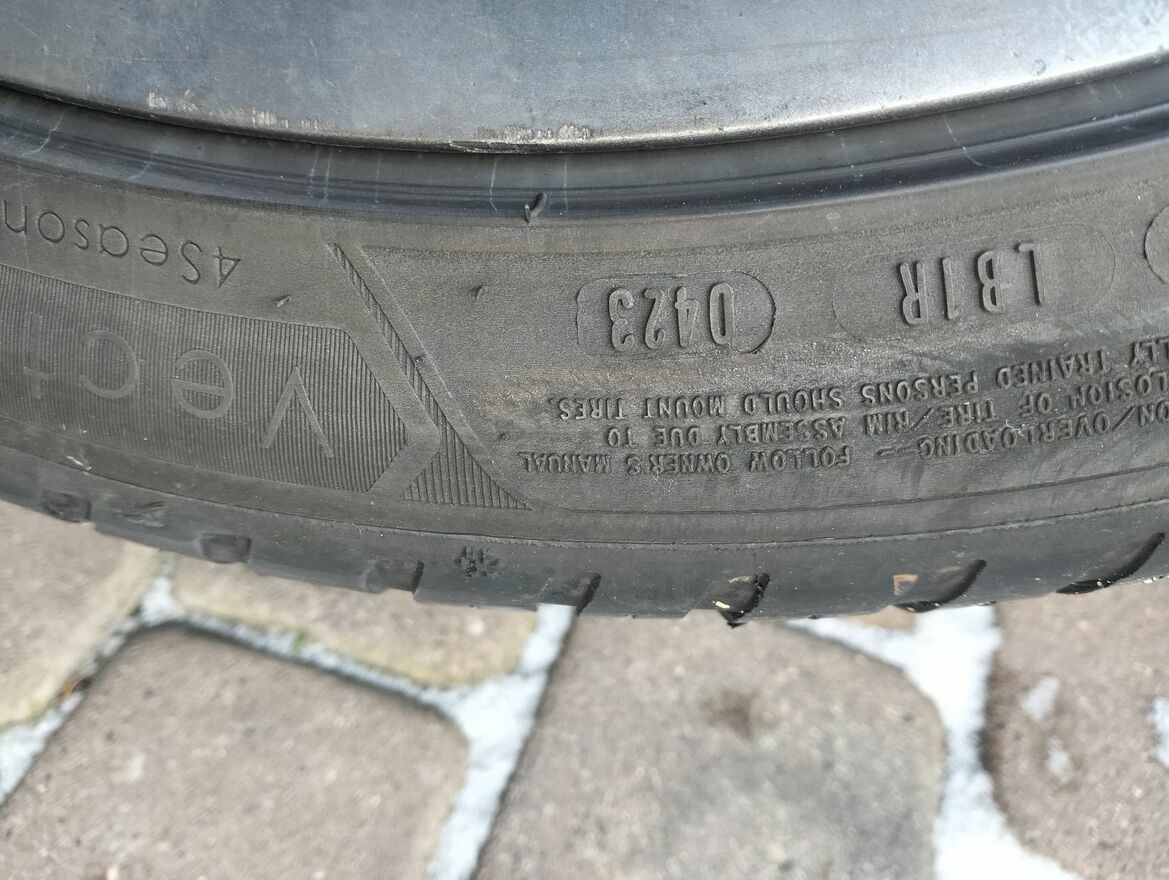 ON/OVERLOADING – FOLLOW OWNER'S MANUAL
LOSION OF TIRE/RIM ASSEMBLY DUE TO
LLY TRAINED PERSONS SHOULD MOUNT TIRES.
LB1R 0423
Vect
4Season